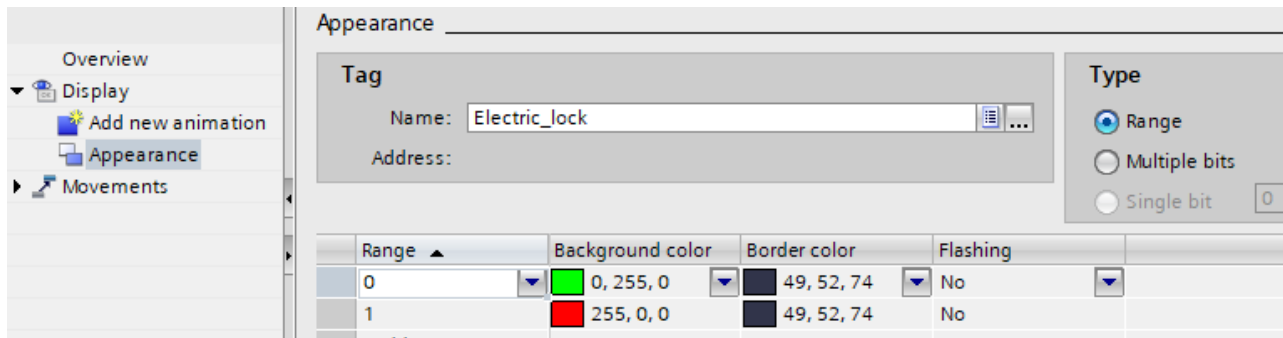 Appearance
Overview
Display
Add new animation
Appearance
Movements
Tag
Name: Electric_lock
Address:
Type
Range
Multiple bits
Single bit 0
Range Background color Border color Flashing
0 0, 255, 0 49, 52, 74 No
1 255, 0, 0 49, 52, 74 No